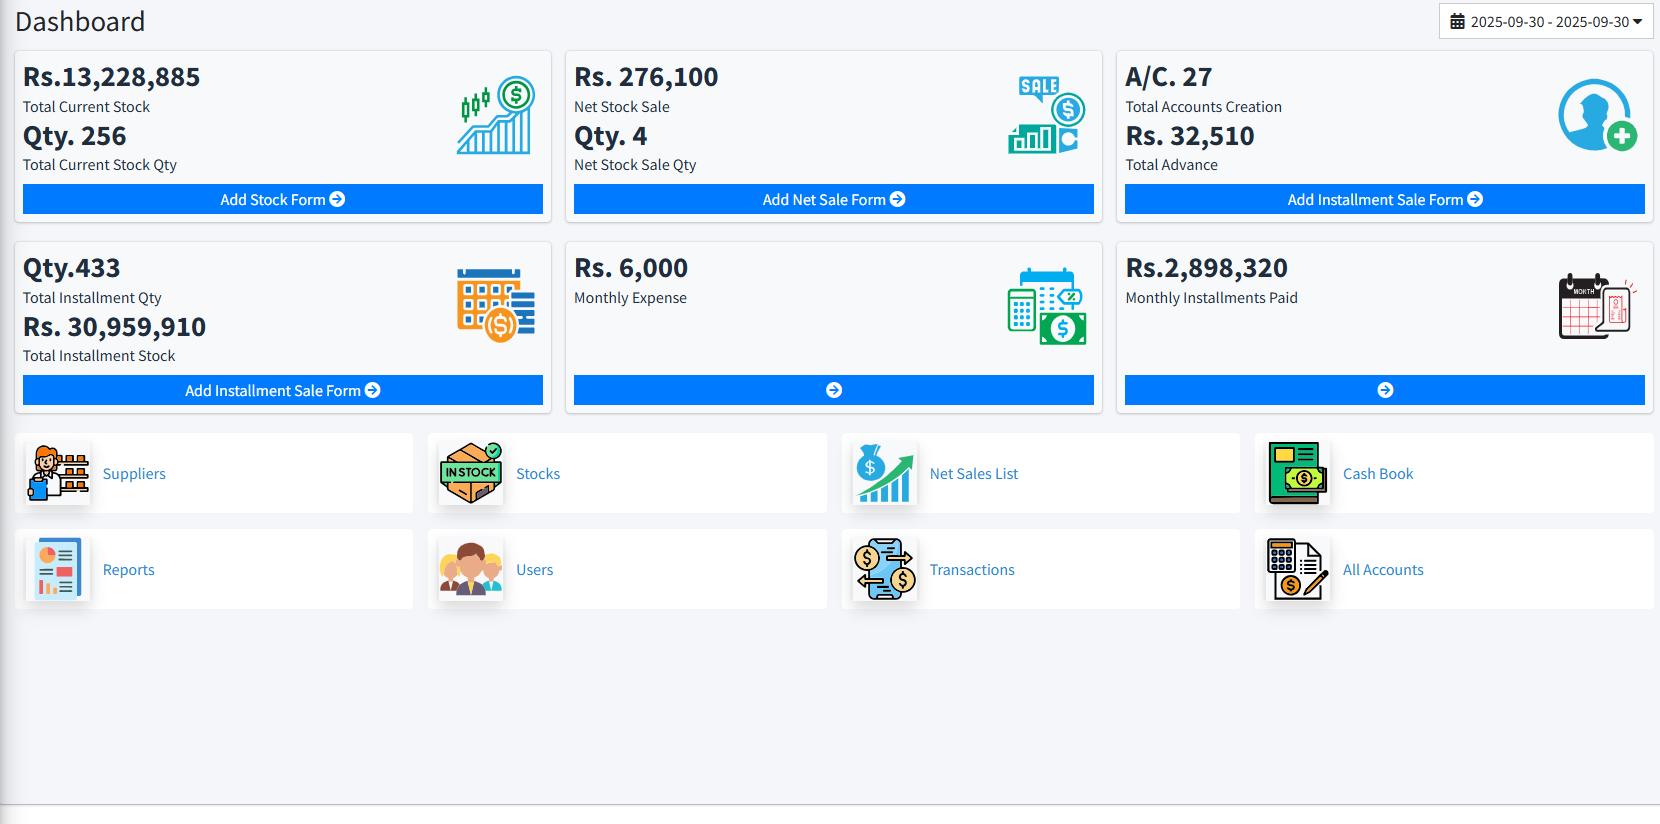 Dashboard
2025-09-30 - 2025-09-30
Rs.13,228,885
Total Current Stock
Qty. 256
Total Current Stock Qty
Add Stock Form
Rs. 276,100
Net Stock Sale
Qty. 4
Net Stock Sale Qty
Add Net Sale Form
SALE
A/C. 27
Total Accounts Creation
Rs. 32,510
Total Advance
Add Installment Sale Form
Qty.433
Total Installment Qty
Rs. 30,959,910
Total Installment Stock
Add Installment Sale Form
Rs. 6,000
Monthly Expense
Rs.2,898,320
Monthly Installments Paid
MONTH
Suppliers
IN STOCK
Stocks
Net Sales List
Cash Book
Reports
Users
Transactions
All Accounts